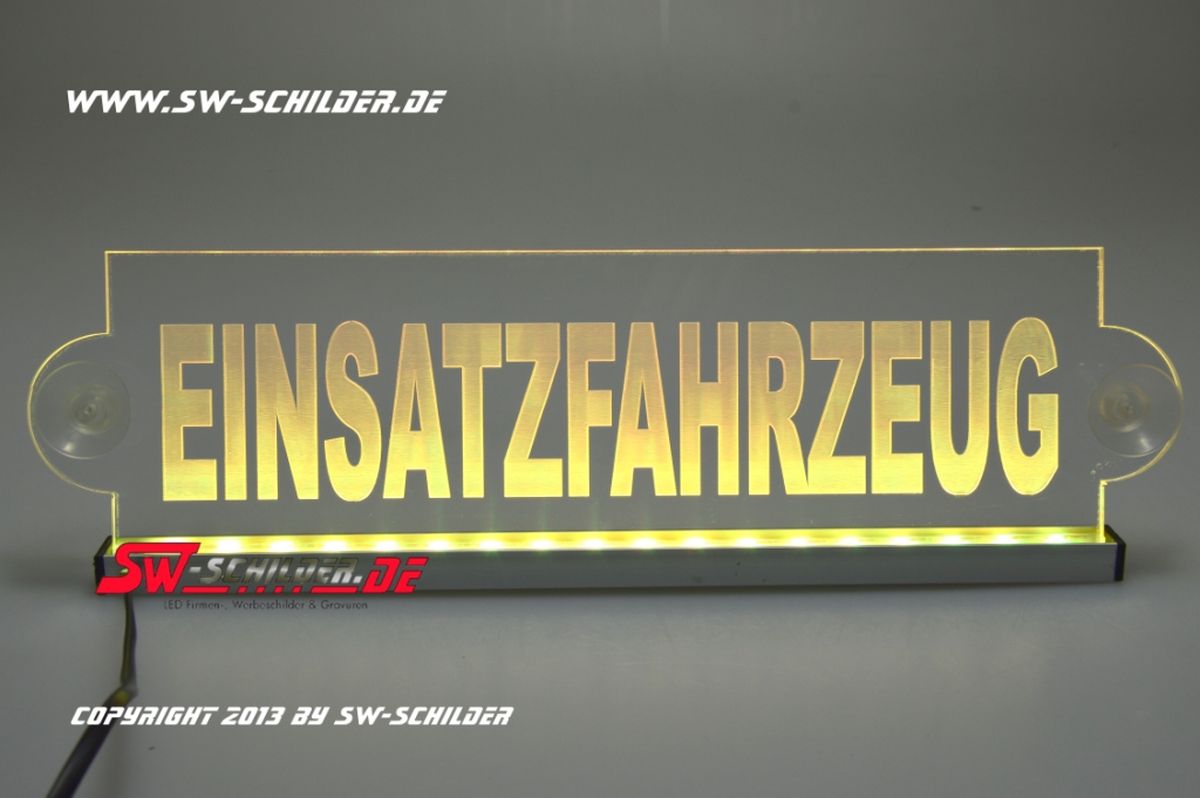 WWW.SW-SCHILDER.DE
EINSATZFAHRZEUG
SW-SCHILDER.DE
LED Firmen-, Werbeschilder & Gravuren
COPYRIGHT 2013 BY SW-SCHILDER